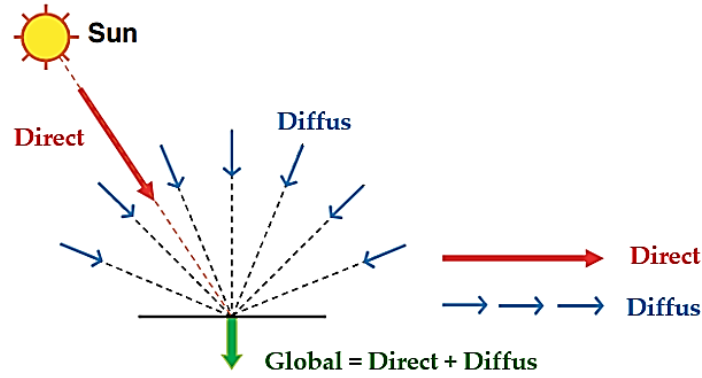 Sun
Direct
Diffus
Direct
Diffus
Global = Direct + Diffus